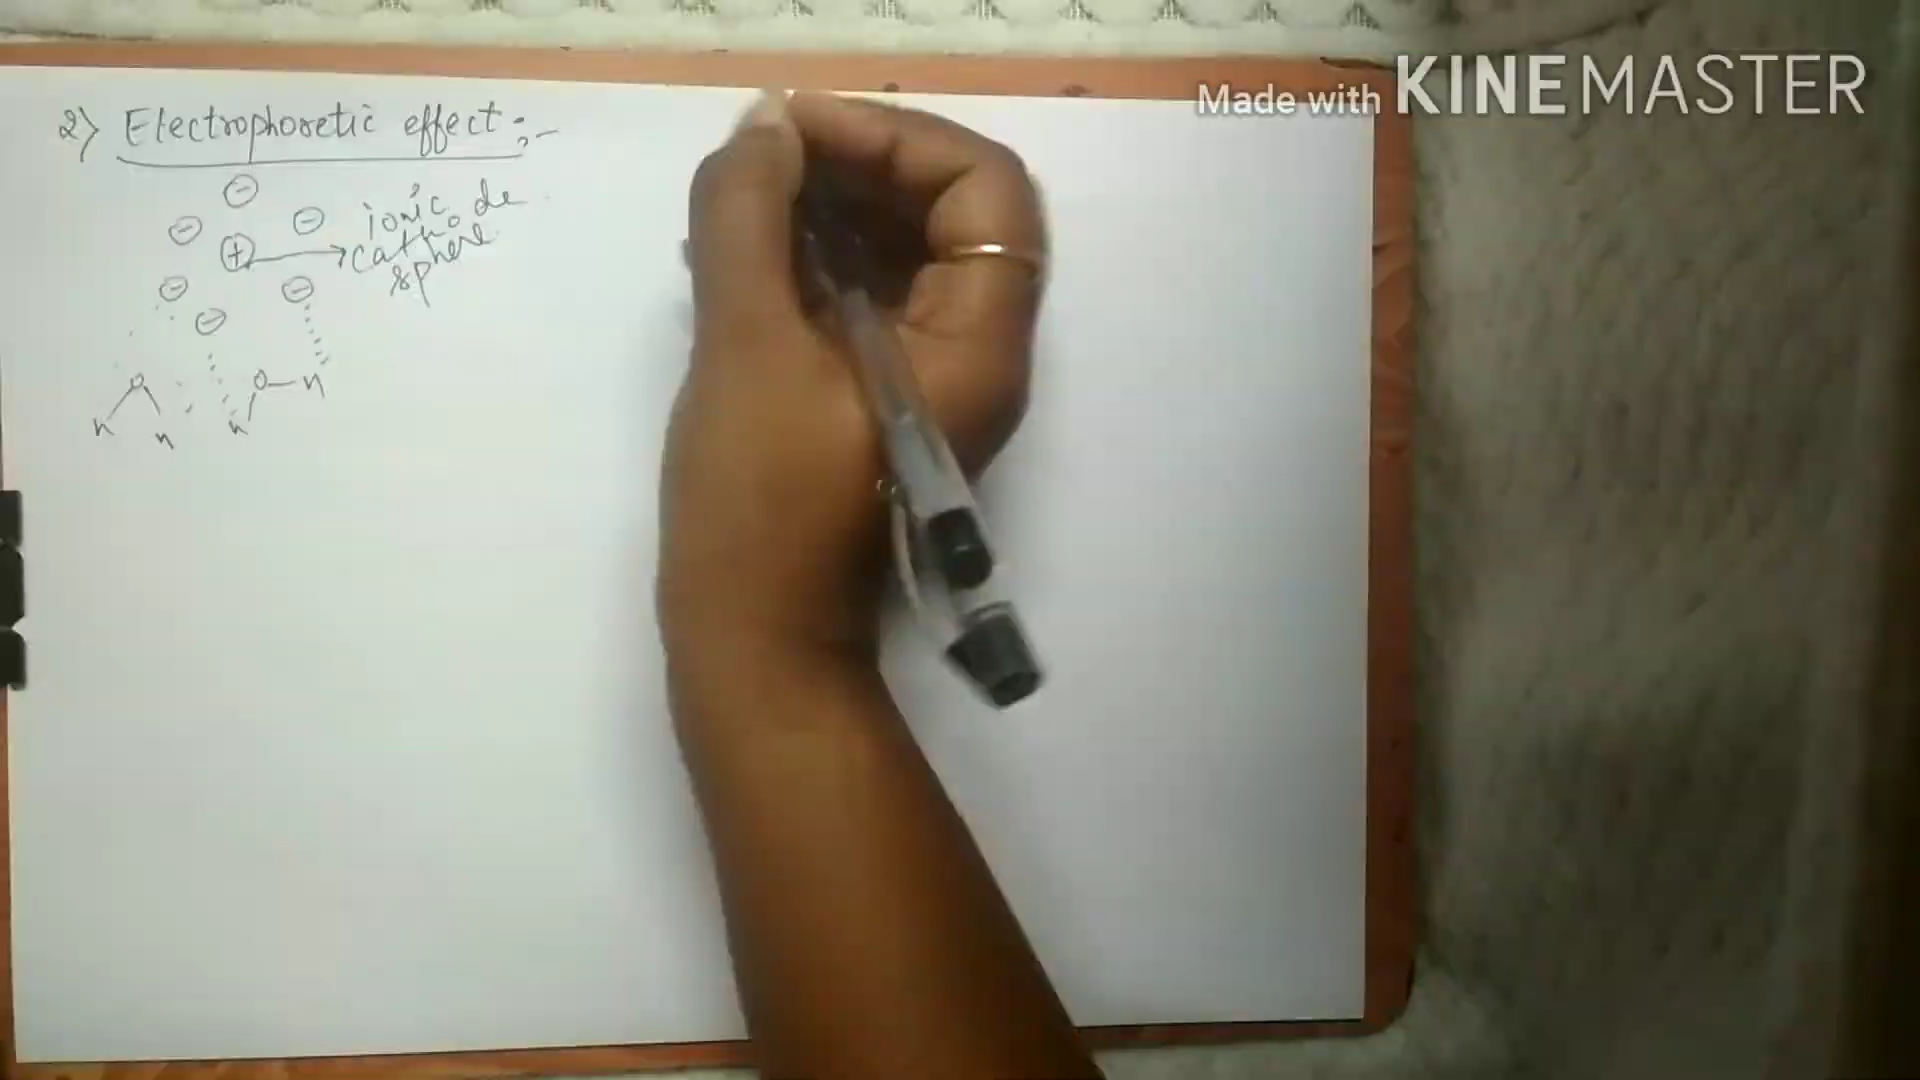 Made with KINEMASTER
2) Electrophoretic effect :-
⊖
⊖ ⊖ ionic
⊕ → cathode
sphere
⊖ ⊖
⊖
O O-H
H H H